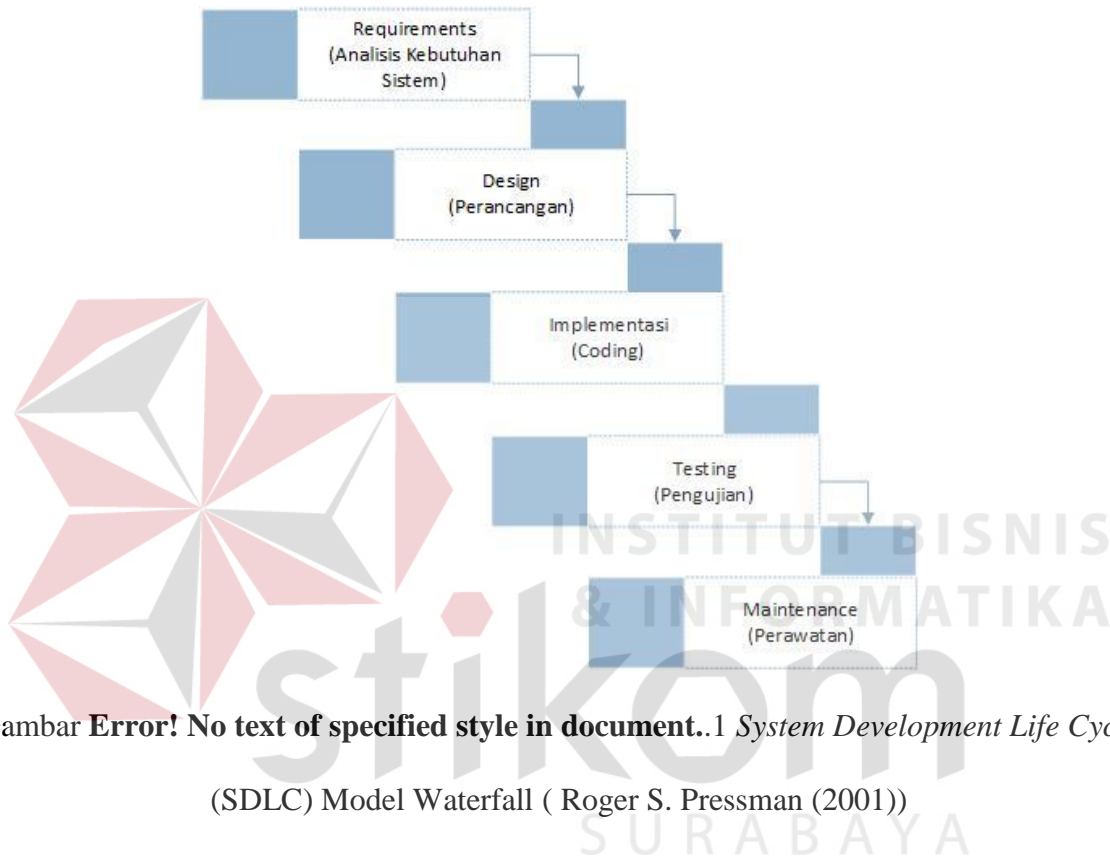 Requirements
(Analisis Kebutuhan
Sistem)
Design
(Perancangan)
Implementasi
(Coding)
Testing
(Pengujian)
Maintenance
(Perawatan)
INSTITUT BISNIS
& INFORMATIKA
stikom
SURABAYA
ambar Error! No text of specified style in document..1 System Development Life Cyc
(SDLC) Model Waterfall ( Roger S. Pressman (2001))